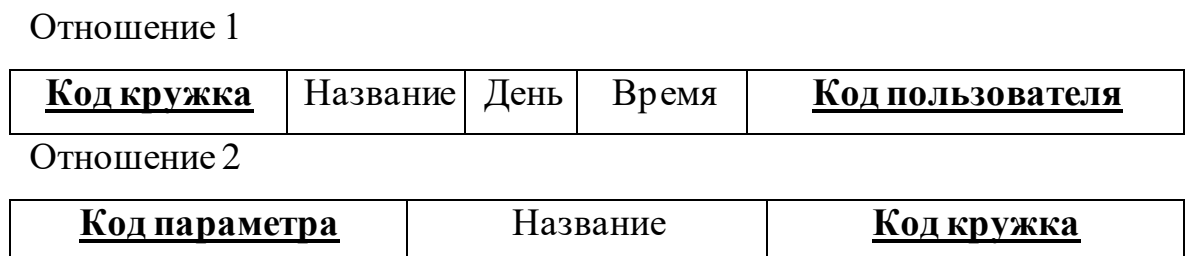 Отношение 1
Код кружка Название День Время Код пользователя
Отношение 2
Код параметра Название Код кружка